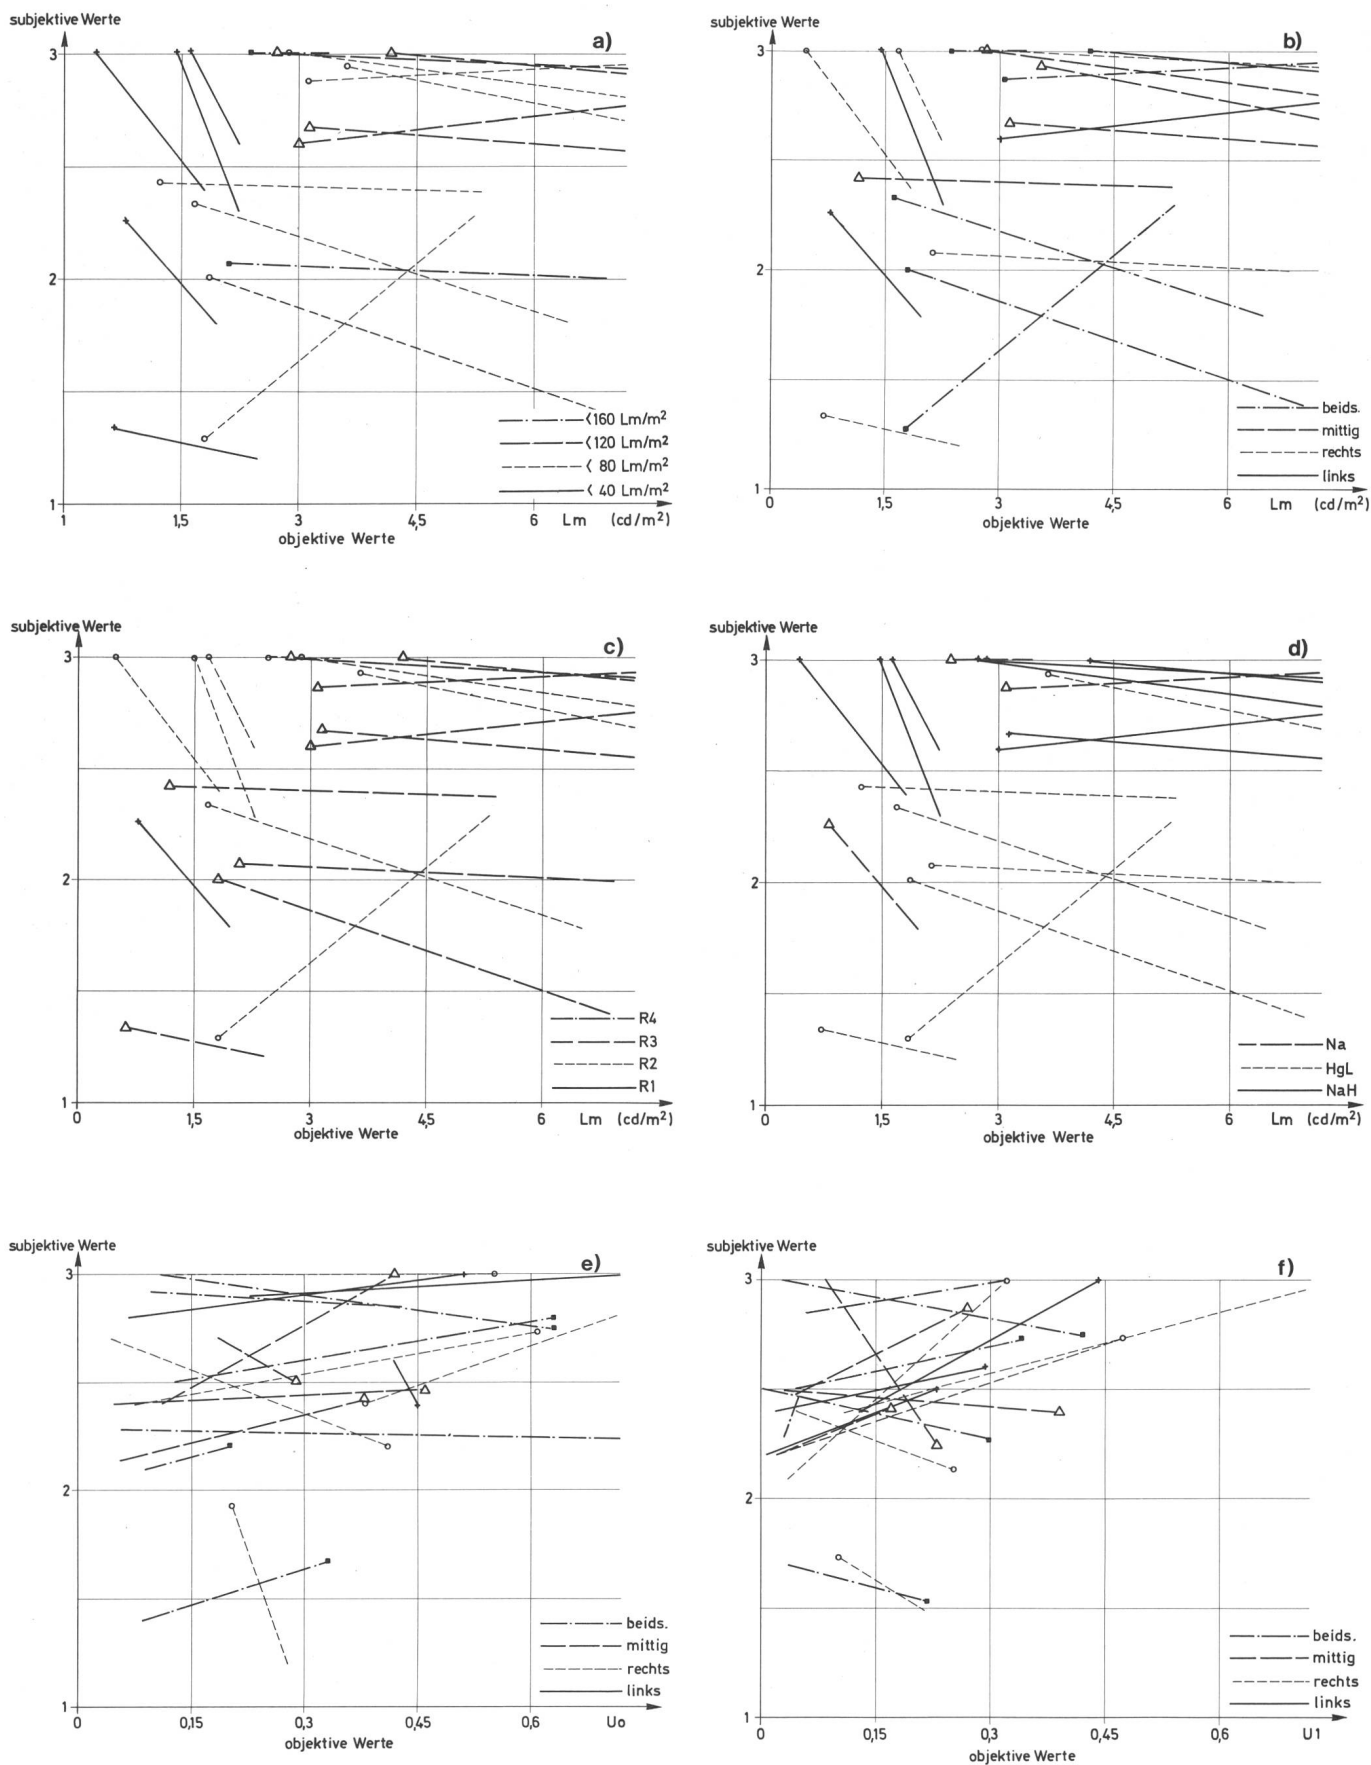 subjektive Werte
a)
3
2
1
<160 Lm/m²
<120 Lm/m²
< 80 Lm/m²
< 40 Lm/m²
1 1,5 3 4,5 6 Lm (cd/m²)
objektive Werte
subjektive Werte
b)
3
2
1
beids.
mittig
rechts
links
0 1,5 3 4,5 6 Lm (cd/m²)
objektive Werte
subjektive Werte
c)
3
2
1
R4
R3
R2
R1
0 1,5 3 4,5 6 Lm (cd/m²)
objektive Werte
subjektive Werte
d)
3
2
1
Na
HgL
NaH
0 1,5 3 4,5 6 Lm (cd/m²)
objektive Werte
subjektive Werte
e)
3
2
1
beids.
mittig
rechts
links
0 0,15 0,3 0,45 0,6 Uo
objektive Werte
subjektive Werte
f)
3
2
1
beids.
mittig
rechts
links
0 0,15 0,3 0,45 0,6 U1
objektive Werte